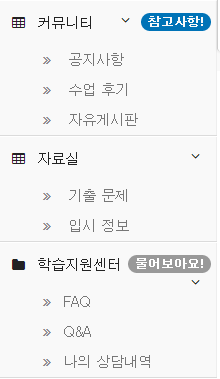 커뮤니티 참고사항!
공지사항
수업 후기
자유게시판
자료실
기출 문제
입시 정보
학습지원센터 물어보아요!
FAQ
Q&A
나의 상담내역